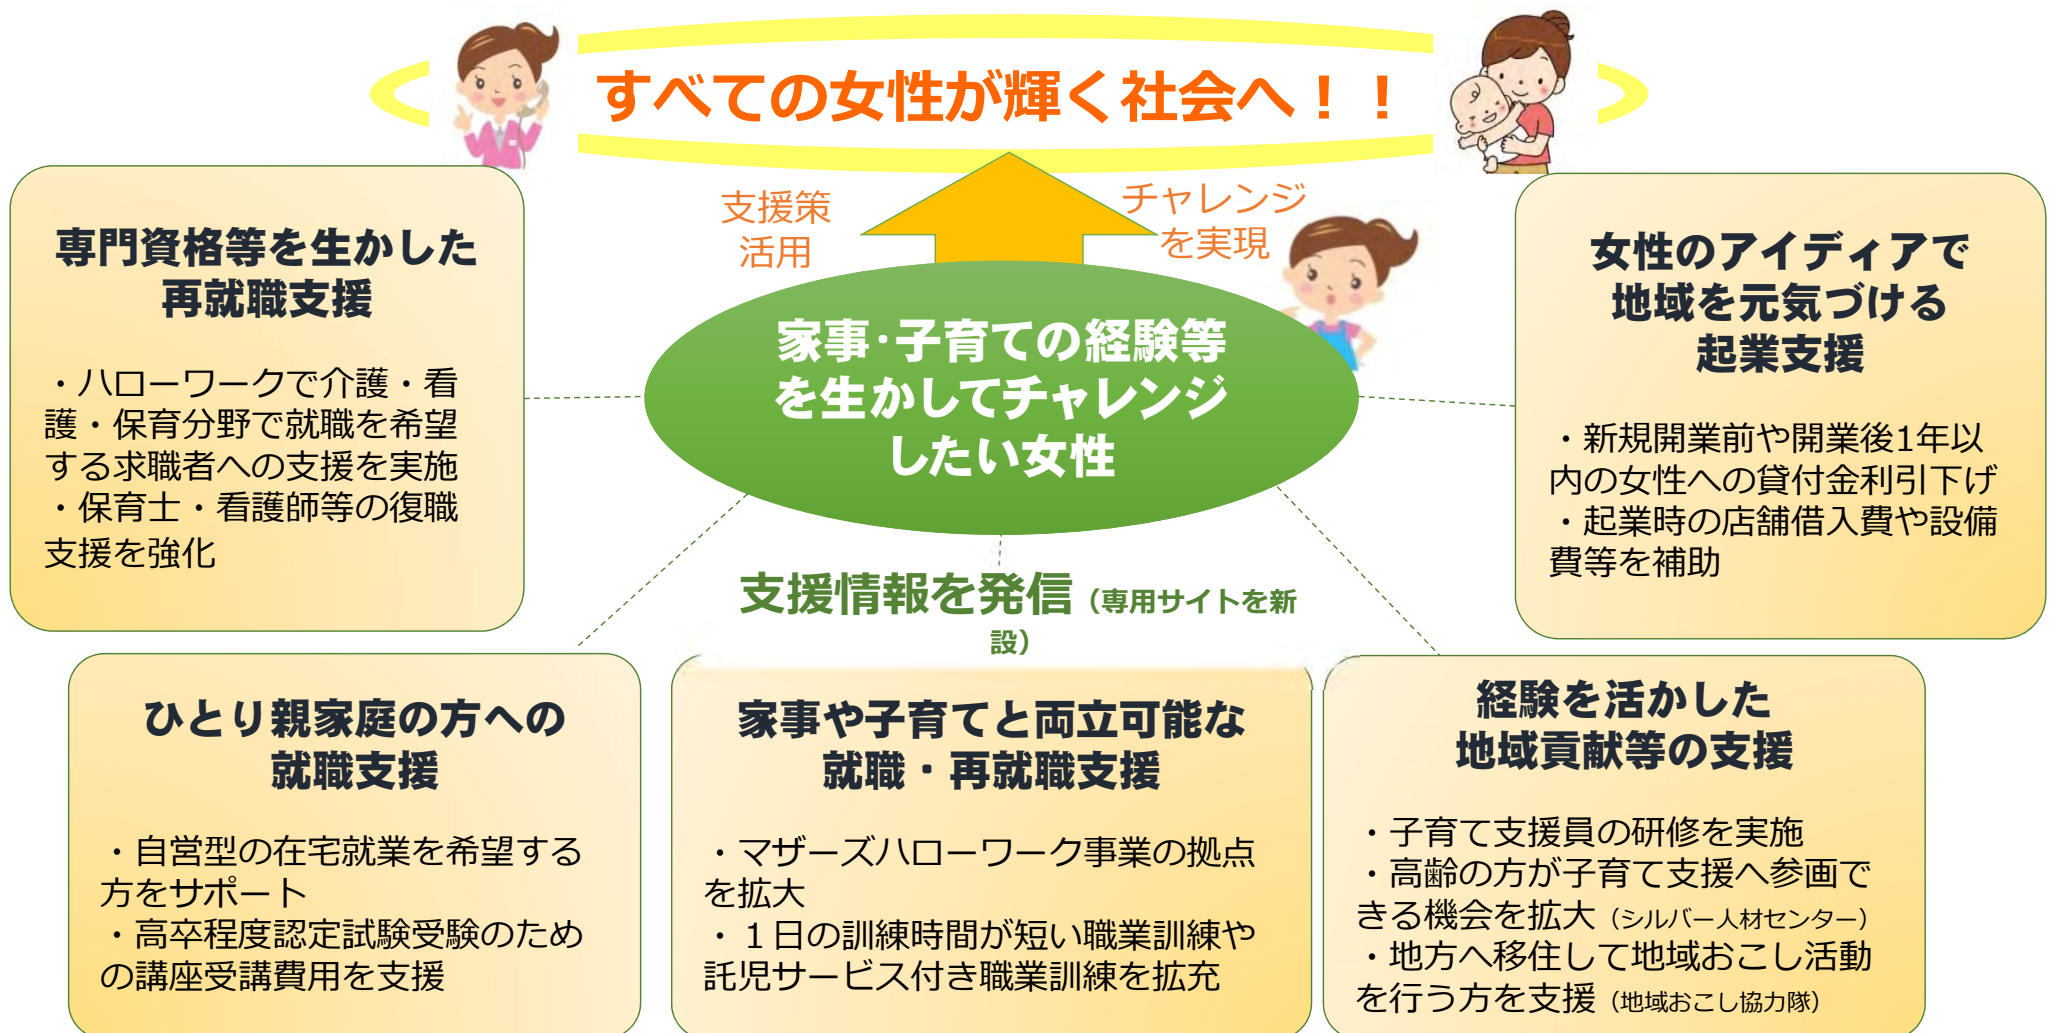 すべての女性が輝く社会へ！！
支援策
活用
チャレンジ
を実現
家事・子育ての経験等
を生かしてチャレンジ
したい女性
専門資格等を生かした
再就職支援
・ハローワークで介護・看
護・保育分野で就職を希望
する求職者への支援を実施
・保育士・看護師等の復職
支援を強化
女性のアイディアで
地域を元気づける
起業支援
・新規開業前や開業後1年以
内の女性への貸付金利引下げ
・起業時の店舗借入費や設備
費等を補助
支援情報を発信（専用サイトを新
設）
ひとり親家庭の方への
就職支援
・自営型の在宅就業を希望する
方をサポート
・高卒程度認定試験受験のため
の講座受講費用を支援
家事や子育てと両立可能な
就職・再就職支援
・マザーズハローワーク事業の拠点
を拡大
・１日の訓練時間が短い職業訓練や
託児サービス付き職業訓練を拡充
経験を活かした
地域貢献等の支援
・子育て支援員の研修を実施
・高齢の方が子育て支援へ参画で
きる機会を拡大（シルバー人材センター）
・地方へ移住して地域おこし活動
を行う方を支援（地域おこし協力隊）